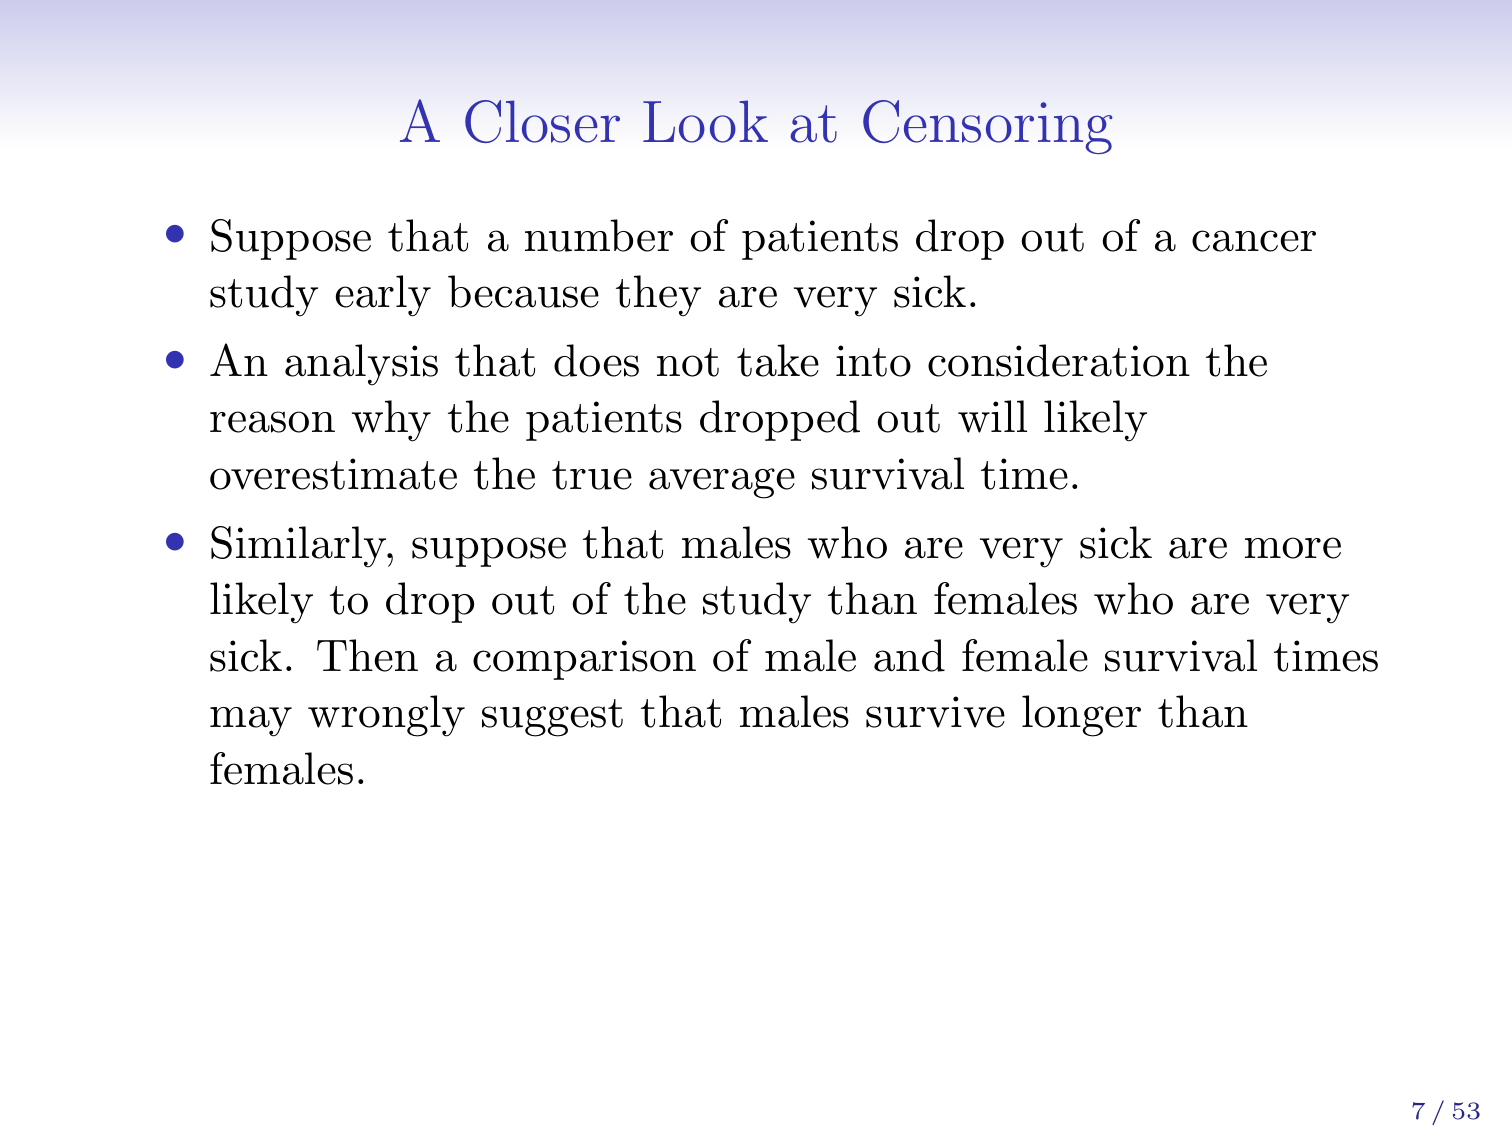 A Closer Look at Censoring
• Suppose that a number of patients drop out of a cancer
study early because they are very sick.
• An analysis that does not take into consideration the
reason why the patients dropped out will likely
overestimate the true average survival time.
• Similarly, suppose that males who are very sick are more
likely to drop out of the study than females who are very
sick. Then a comparison of male and female survival times
may wrongly suggest that males survive longer than
females.
7 / 53